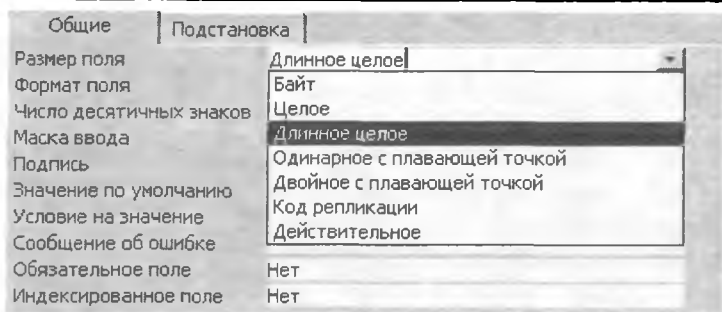 Общие Подстановка
Размер поля Длинное целое
Формат поля Байт
Число десятичных знаков Целое
Маска ввода Длинное целое
Подпись Одинарное с плавающей точкой
Значение по умолчанию Двойное с плавающей точкой
Условие на значение Код репликации
Сообщение об ошибке Действительное
Обязательное поле Нет
Индексированное поле Нет